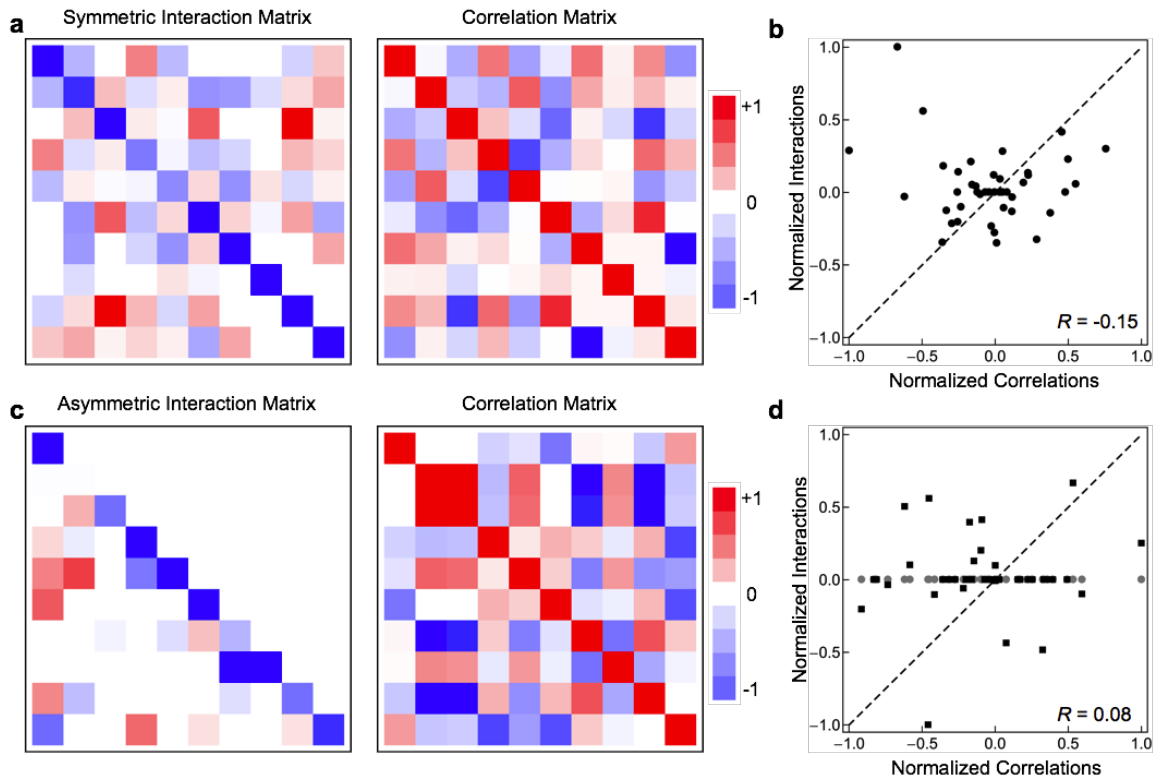 a
Symmetric Interaction Matrix
Correlation Matrix
+1
0
-1
b
1.0
0.5
0.0
−0.5
−1.0
Normalized Interactions
R = -0.15
−1.0 −0.5 0.0 0.5 1.0
Normalized Correlations
c
Asymmetric Interaction Matrix
Correlation Matrix
+1
0
-1
d
1.0
0.5
0.0
−0.5
−1.0
Normalized Interactions
R = 0.08
−1.0 −0.5 0.0 0.5 1.0
Normalized Correlations